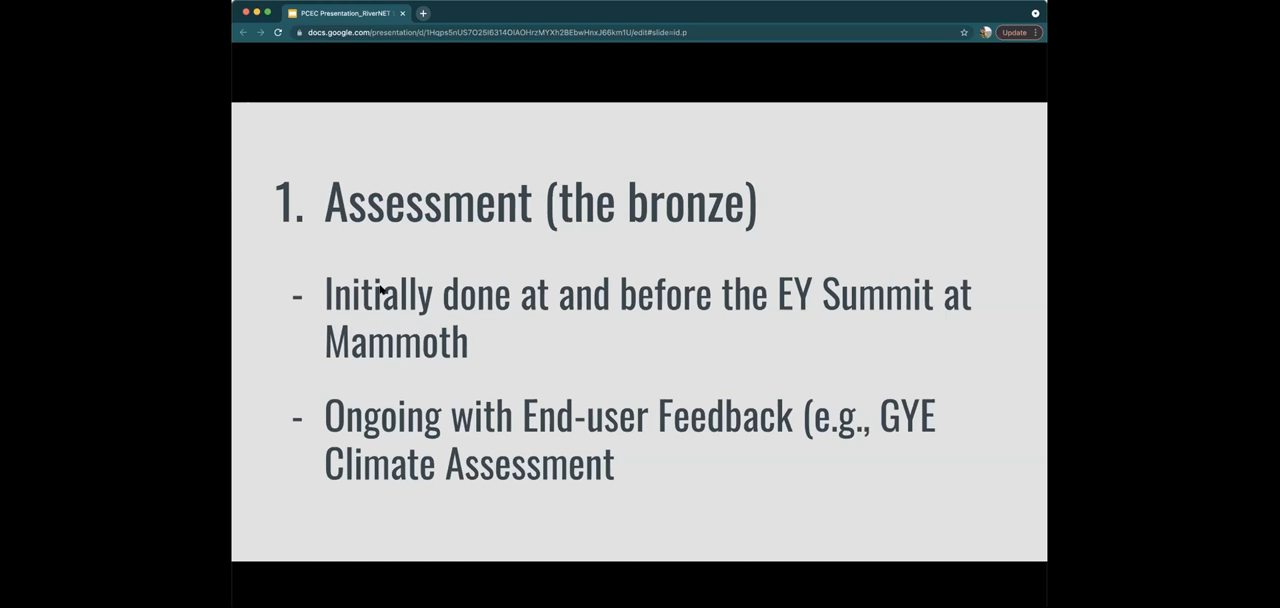 PCEC Presentation_RiverNET
docs.google.com/presentation/d/1Hqps5nUS7O25I6314OIAOHrzMYXh2BEbwHnxJ66km1U/edit#slide=id.p
Update
1. Assessment (the bronze)
- Initially done at and before the EY Summit at
Mammoth
- Ongoing with End-user Feedback (e.g., GYE
Climate Assessment